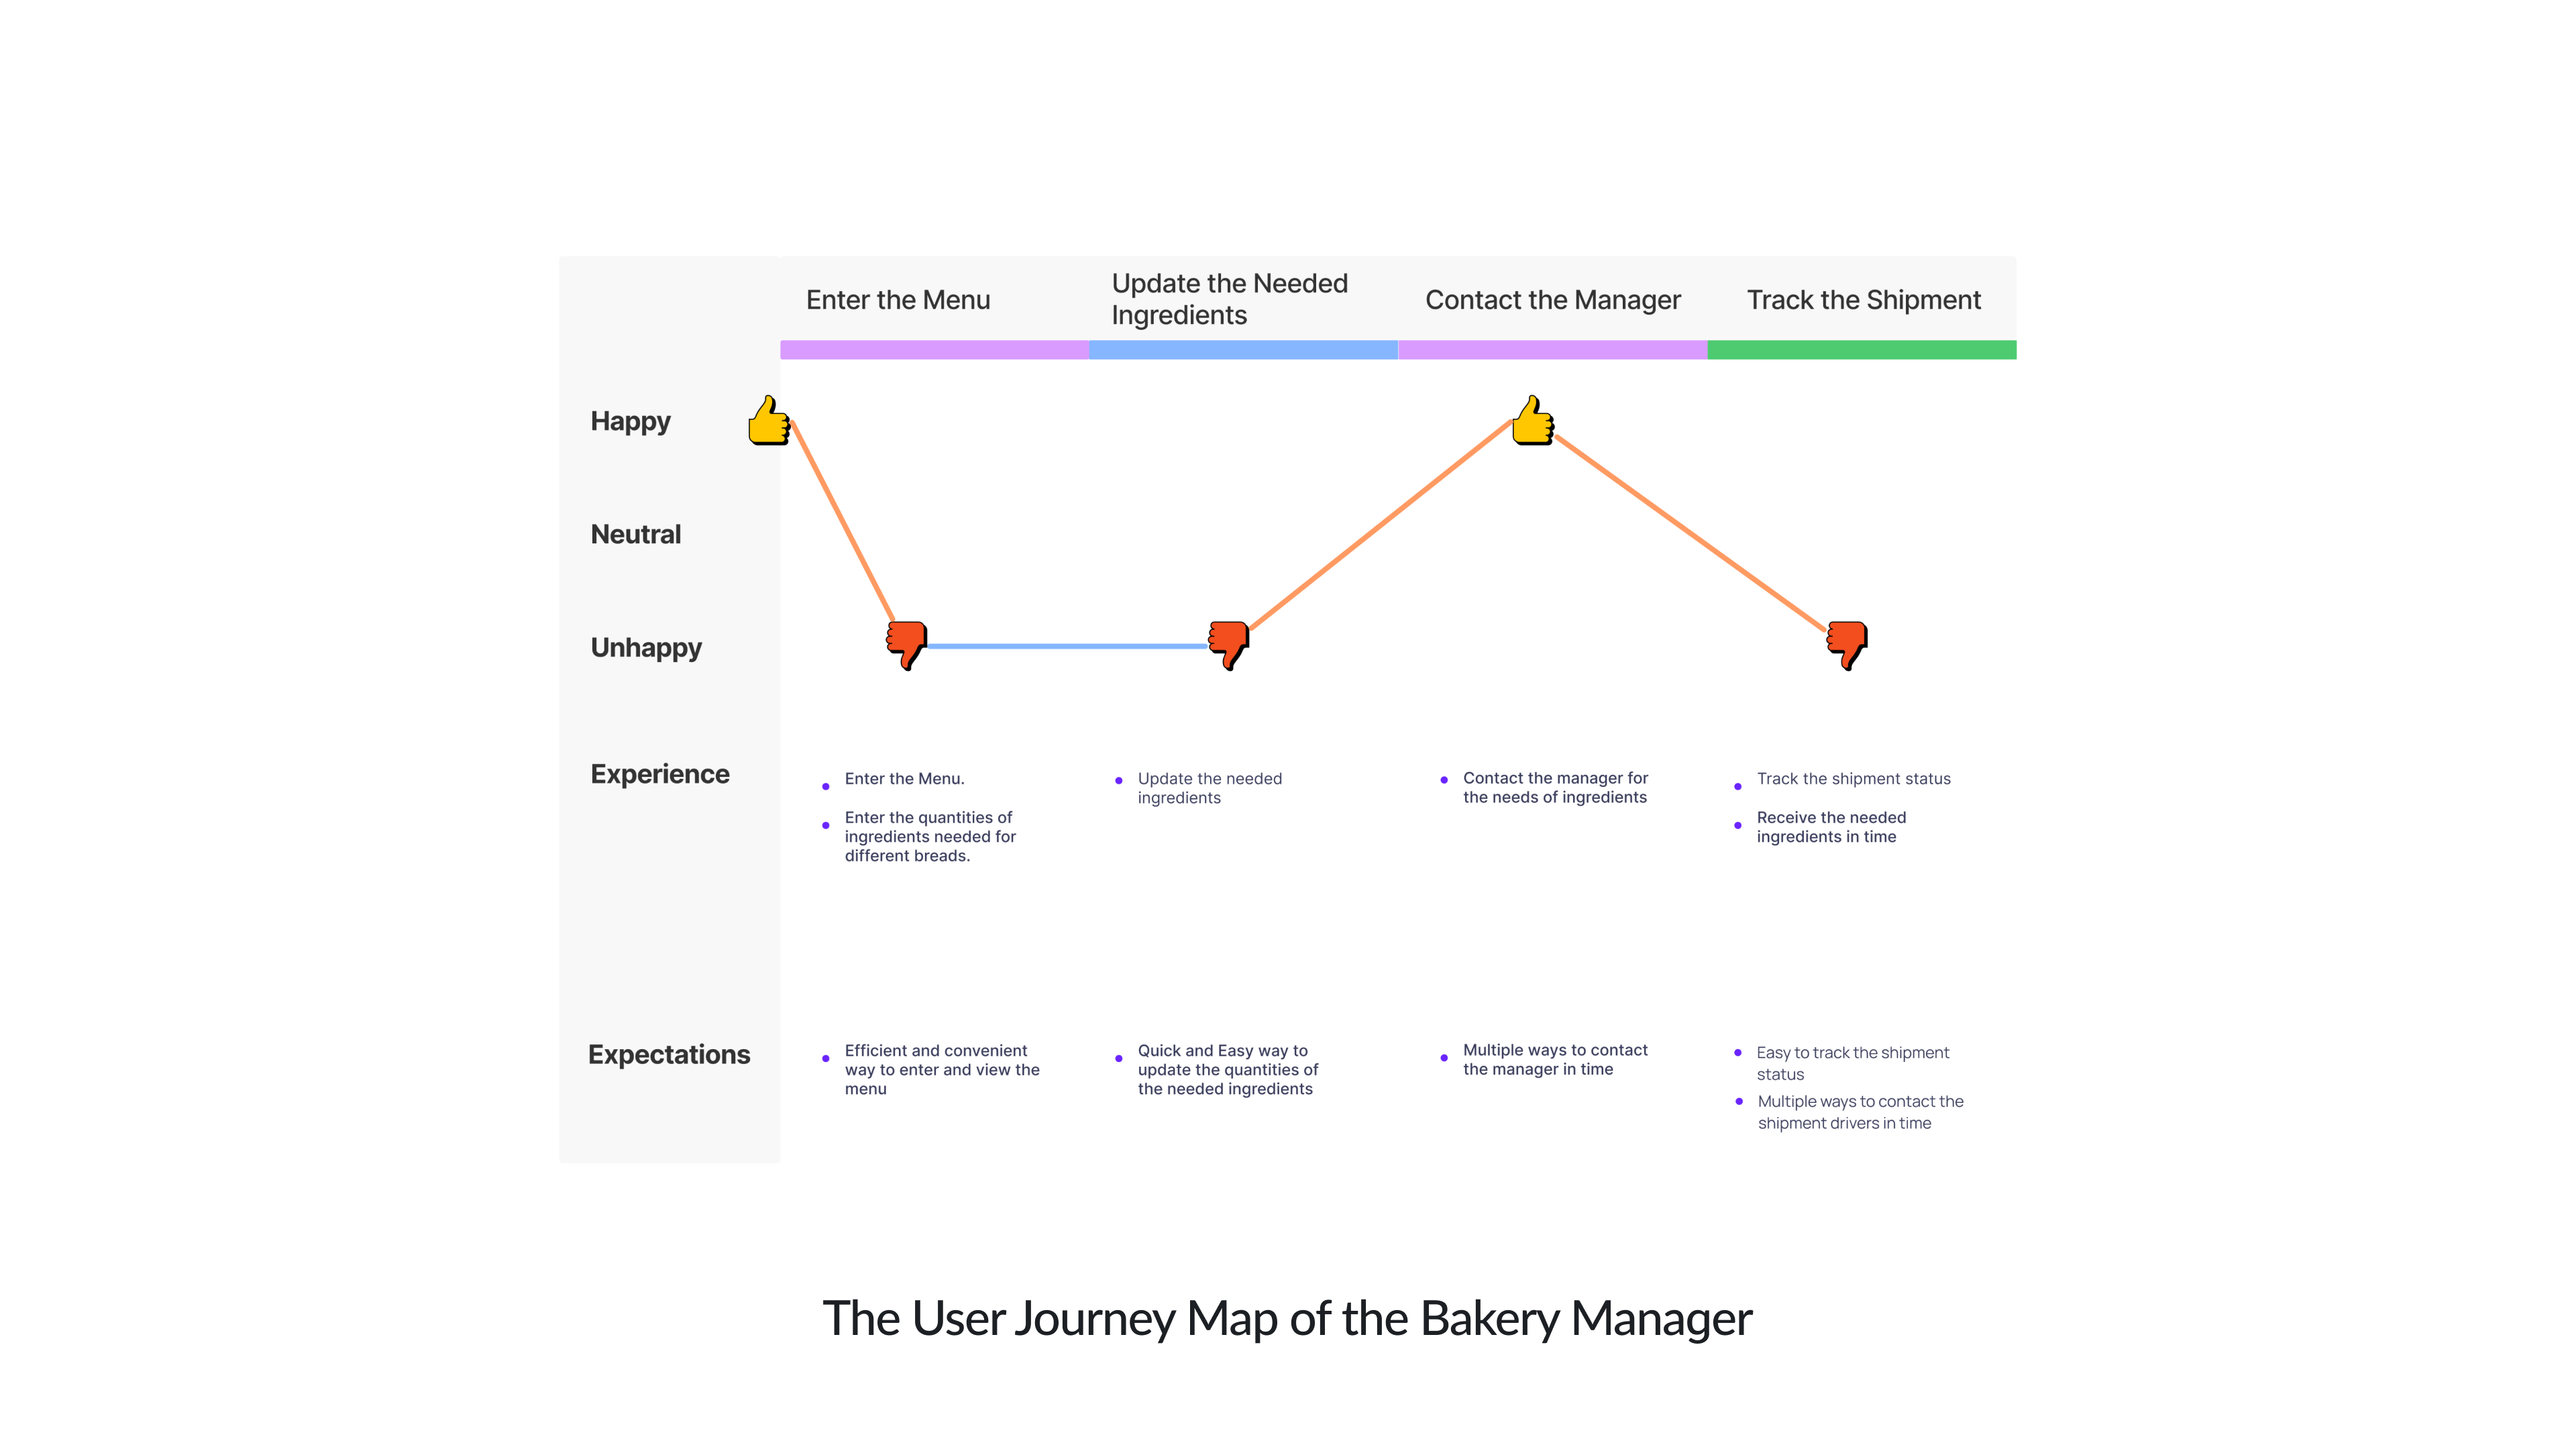 Enter the Menu
Update the Needed
Ingredients
Contact the Manager
Track the Shipment
Happy
Neutral
Unhappy
Experience
Enter the Menu.
Enter the quantities of
ingredients needed for
different breads.
Update the needed
ingredients
Contact the manager for
the needs of ingredients
Track the shipment status
Receive the needed
ingredients in time
Expectations
Efficient and convenient
way to enter and view the
menu
Quick and Easy way to
update the quantities of
the needed ingredients
Multiple ways to contact
the manager in time
Easy to track the shipment
status
Multiple ways to contact the
shipment drivers in time
The User Journey Map of the Bakery Manager